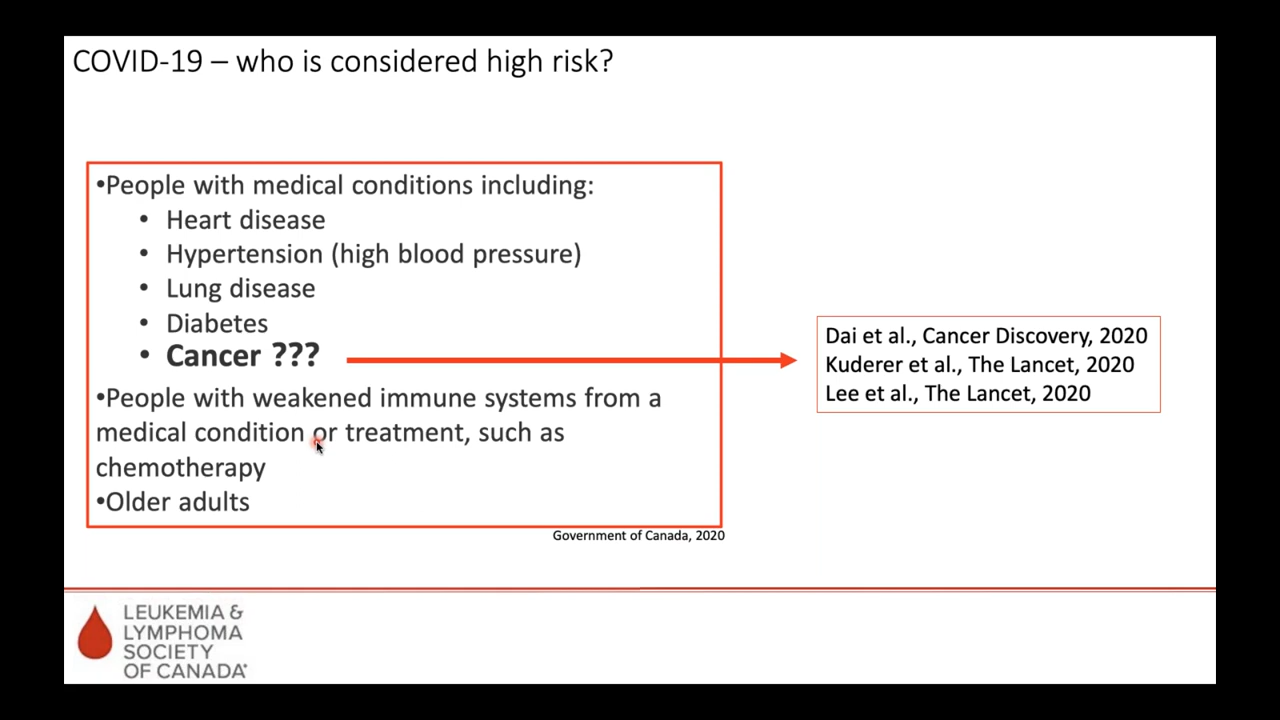 COVID-19 – who is considered high risk?
•People with medical conditions including:
• Heart disease
• Hypertension (high blood pressure)
• Lung disease
• Diabetes
• Cancer ???
•People with weakened immune systems from a
medical condition or treatment, such as
chemotherapy
•Older adults
Dai et al., Cancer Discovery, 2020
Kuderer et al., The Lancet, 2020
Lee et al., The Lancet, 2020
Government of Canada, 2020
LEUKEMIA &
LYMPHOMA
SOCIETY
OF CANADA